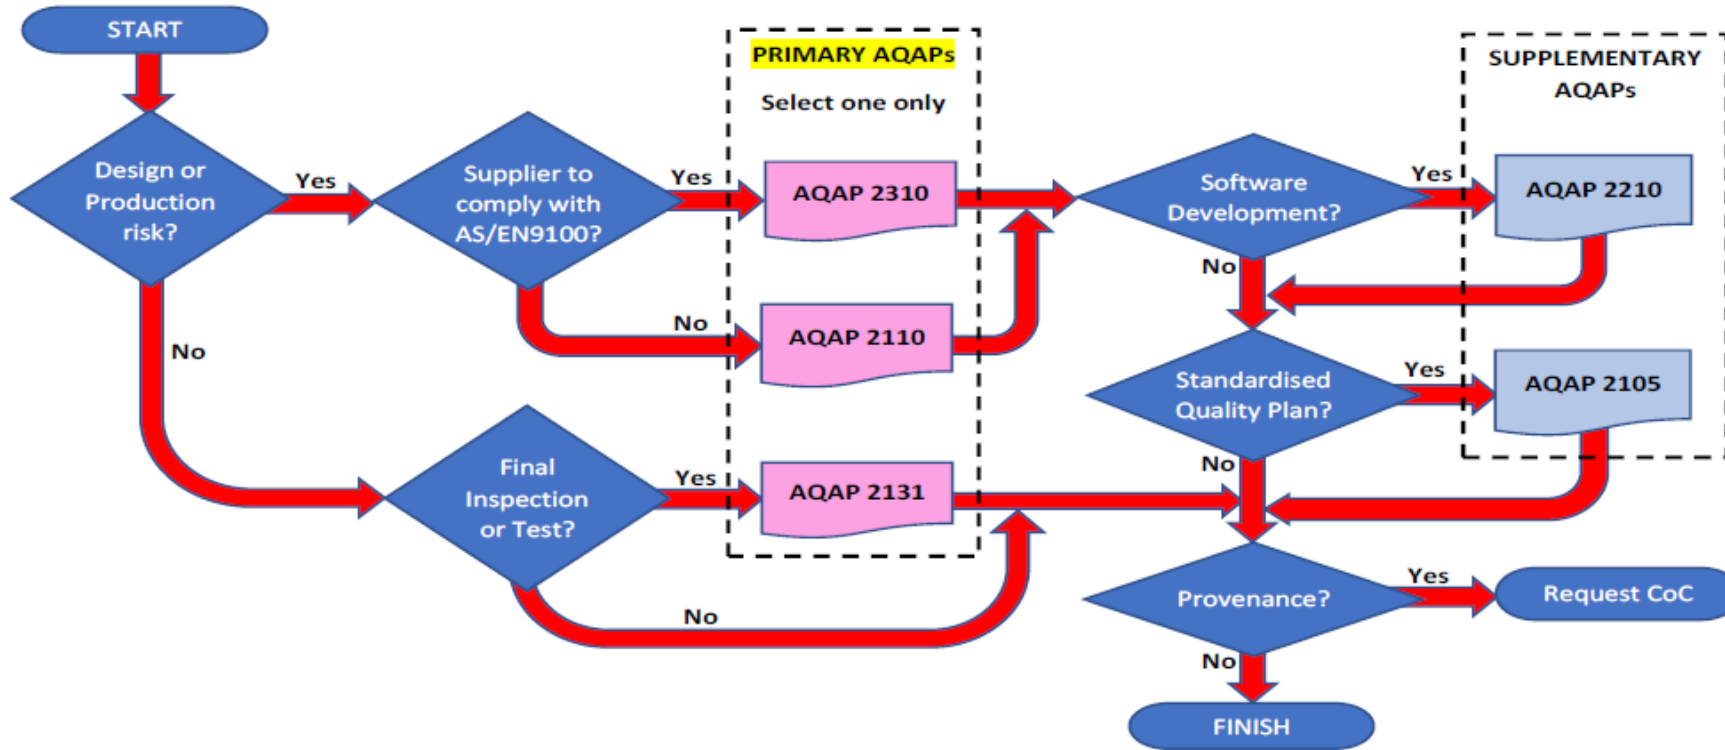 START
Design or
Production
risk?
Yes
Supplier to
comply with
AS/EN9100?
Yes
No
No
Final
Inspection
or Test?
Yes
No
PRIMARY AQAPs
Select one only
AQAP 2310
AQAP 2110
AQAP 2131
Software
Development?
Yes
No
Standardised
Quality Plan?
Yes
No
Provenance?
Yes
No
FINISH
SUPPLEMENTARY
AQAPs
AQAP 2210
AQAP 2105
Request CoC